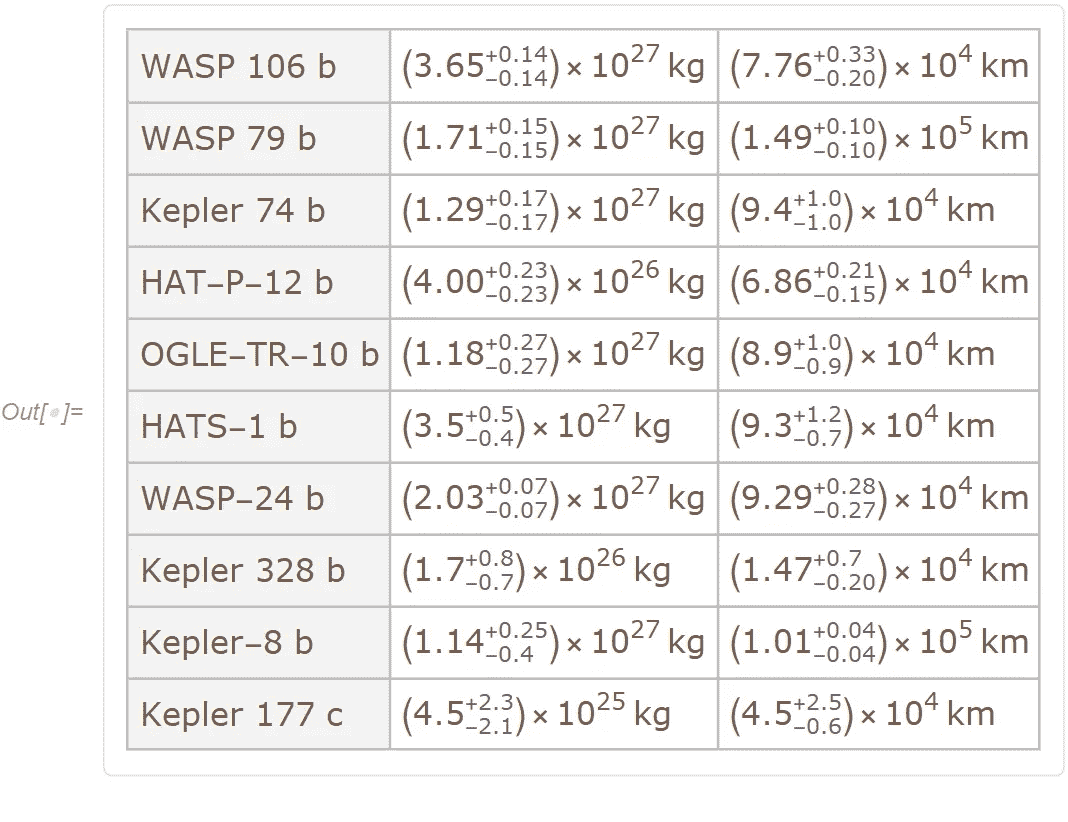 WASP 106 b (3.65+0.14−0.14) × 10^27 kg (7.76+0.33−0.20) × 10^4 km
WASP 79 b (1.71+0.15−0.15) × 10^27 kg (1.49+0.10−0.10) × 10^5 km
Kepler 74 b (1.29+0.17−0.17) × 10^27 kg (9.4+1.0−1.0) × 10^4 km
HAT–P–12 b (4.00+0.23−0.23) × 10^26 kg (6.86+0.21−0.15) × 10^4 km
OGLE–TR–10 b (1.18+0.27−0.27) × 10^27 kg (8.9+1.0−0.9) × 10^4 km
Out[•]=
HATS–1 b (3.5+0.5−0.4) × 10^27 kg (9.3+1.2−0.7) × 10^4 km
WASP–24 b (2.03+0.07−0.07) × 10^27 kg (9.29+0.28−0.27) × 10^4 km
Kepler 328 b (1.7+0.8−0.7) × 10^26 kg (1.47+0.7−0.20) × 10^4 km
Kepler–8 b (1.14+0.25−0.4) × 10^27 kg (1.01+0.04−0.04) × 10^5 km
Kepler 177 c (4.5+2.3−2.1) × 10^25 kg (4.5+2.5−0.6) × 10^4 km